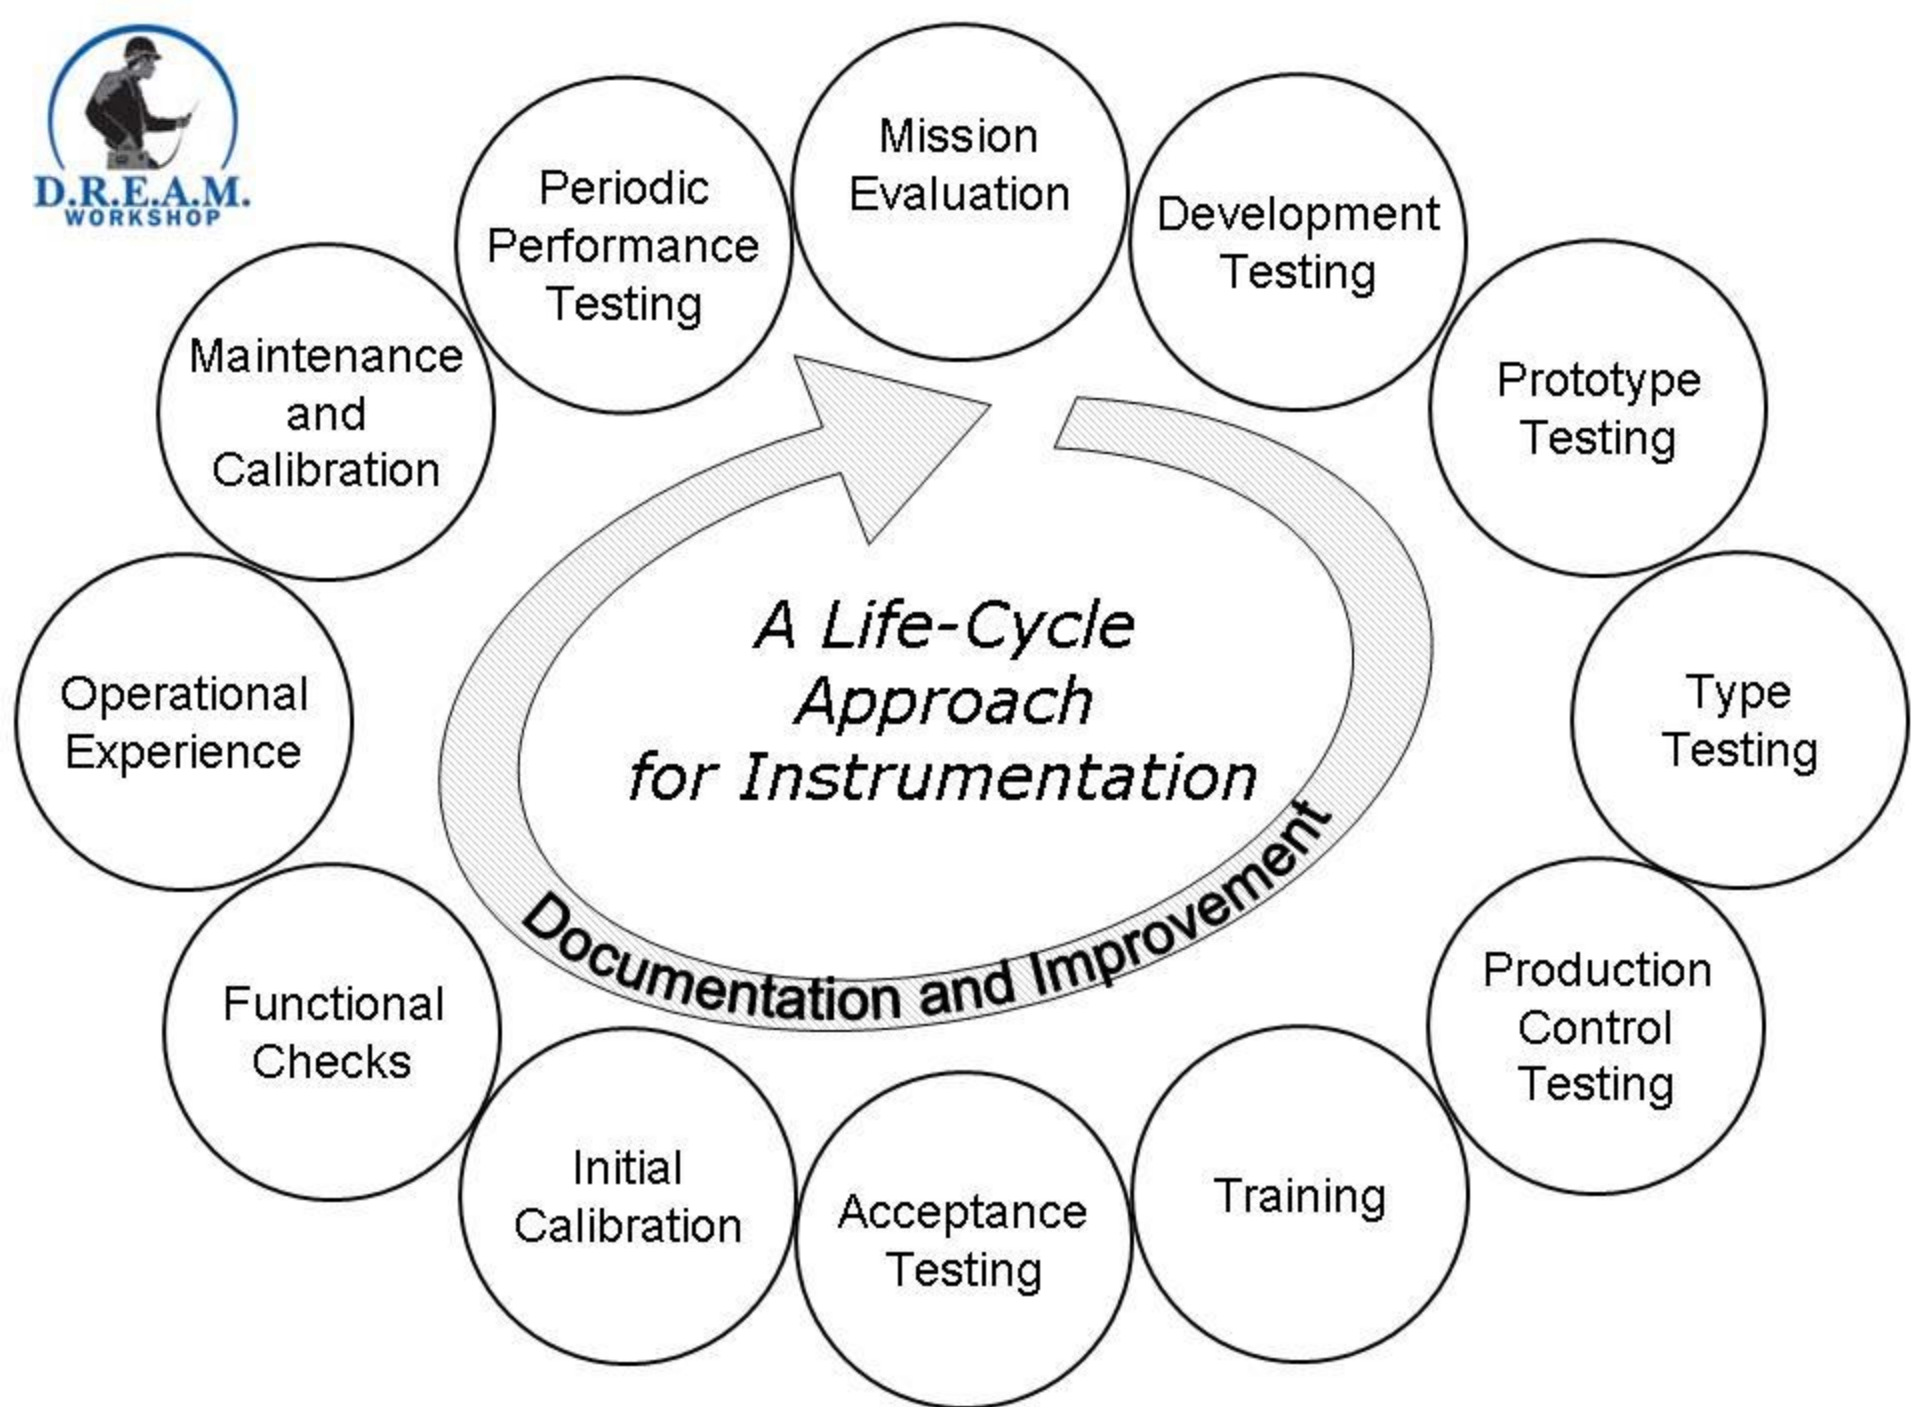 D.R.E.A.M.
WORKSHOP
Mission
Evaluation
Development
Testing
Prototype
Testing
Type
Testing
Production
Control
Testing
Training
Acceptance
Testing
Initial
Calibration
Functional
Checks
Operational
Experience
Maintenance
and
Calibration
Periodic
Performance
Testing
A Life-Cycle
Approach
for Instrumentation
Documentation and Improvement